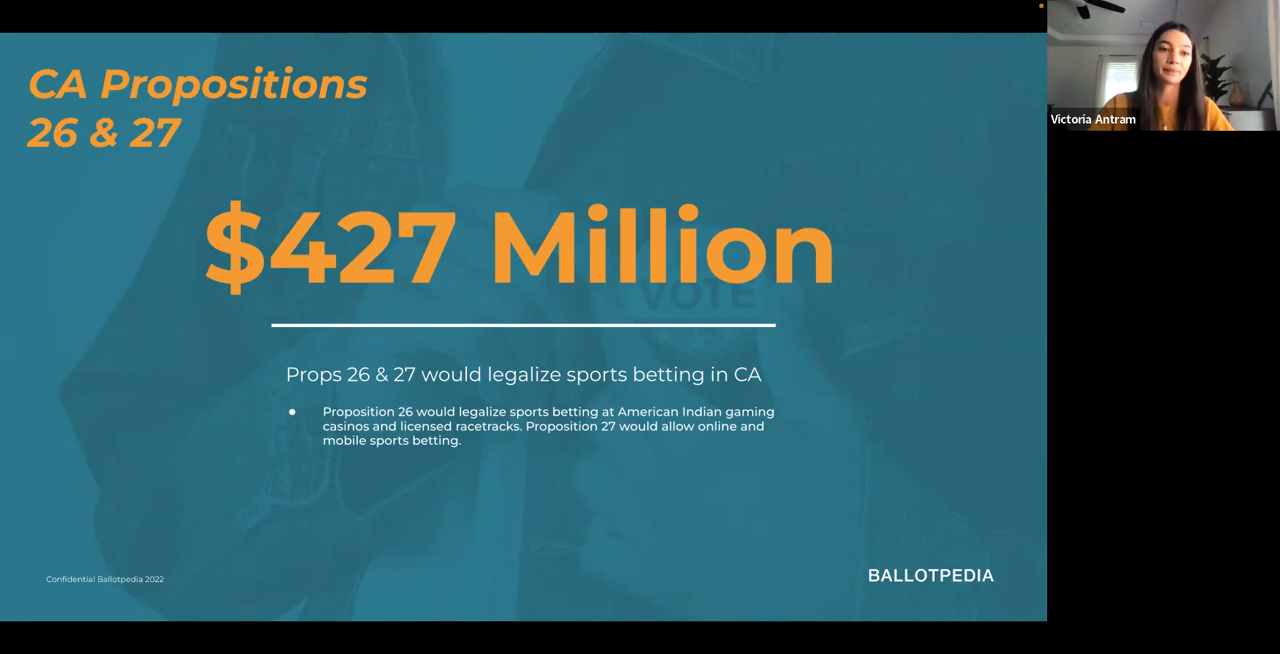 CA Propositions
26 & 27
$427 Million
VOTE
Props 26 & 27 would legalize sports betting in CA
● Proposition 26 would legalize sports betting at American Indian gaming
casinos and licensed racetracks. Proposition 27 would allow online and
mobile sports betting.
Confidential Ballotpedia 2022
BALLOTPEDIA
Victoria Antram